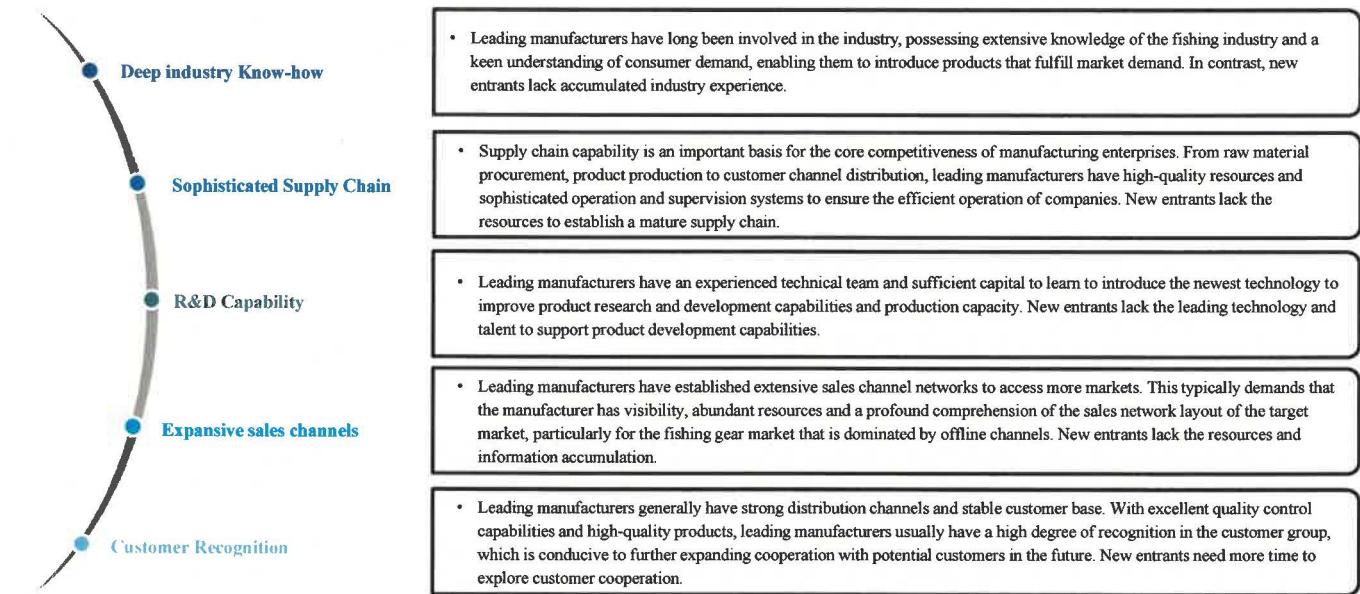 Deep industry Know-how
• Leading manufacturers have long been involved in the industry, possessing extensive knowledge of the fishing industry and a
keen understanding of consumer demand, enabling them to introduce products that fulfill market demand. In contrast, new
entrants lack accumulated industry experience.
Sophisticated Supply Chain
• Supply chain capability is an important basis for the core competitiveness of manufacturing enterprises. From raw material
procurement, product production to customer channel distribution, leading manufacturers have high-quality resources and
sophisticated operation and supervision systems to ensure the efficient operation of companies. New entrants lack the
resources to establish a mature supply chain.
R&D Capability
• Leading manufacturers have an experienced technical team and sufficient capital to learn to introduce the newest technology to
improve product research and development capabilities and production capacity. New entrants lack the leading technology and
talent to support product development capabilities.
Expansive sales channels
• Leading manufacturers have established extensive sales channel networks to access more markets. This typically demands that
the manufacturer has visibility, abundant resources and a profound comprehension of the sales network layout of the target
market, particularly for the fishing gear market that is dominated by offline channels. New entrants lack the resources and
information accumulation.
Customer Recognition
• Leading manufacturers generally have strong distribution channels and stable customer base. With excellent quality control
capabilities and high-quality products, leading manufacturers usually have a high degree of recognition in the customer group,
which is conducive to further expanding cooperation with potential customers in the future. New entrants need more time to
explore customer cooperation.